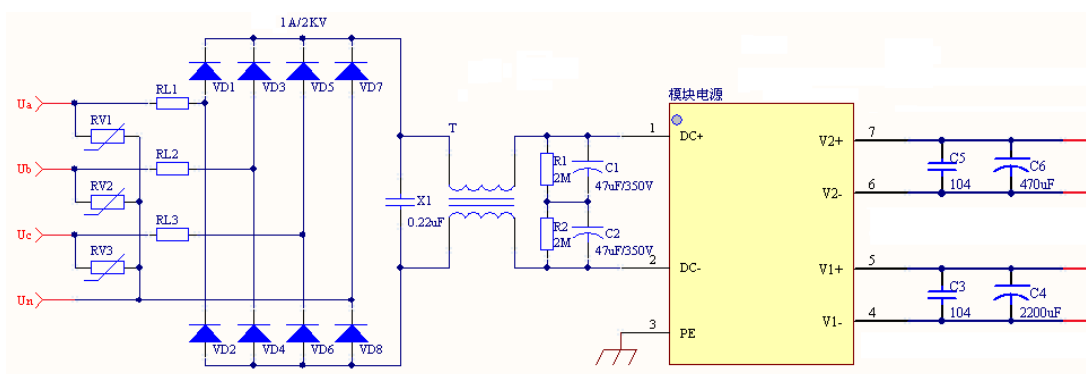 1A/2KV
VD1
VD3
VD5
VD7
Ua
RL1
RV1
Ub
RL2
RV2
Uc
RL3
RV3
Un
VD2
VD4
VD6
VD8
X1
0.22uF
T
R1
2M
C1
47uF/350V
R2
2M
C2
47uF/350V
模块电源
1
DC+
2
DC-
3
PE
V2+
7
V2-
6
V1+
5
V1-
4
C5
104
C6
470uF
C3
104
C4
2200uF